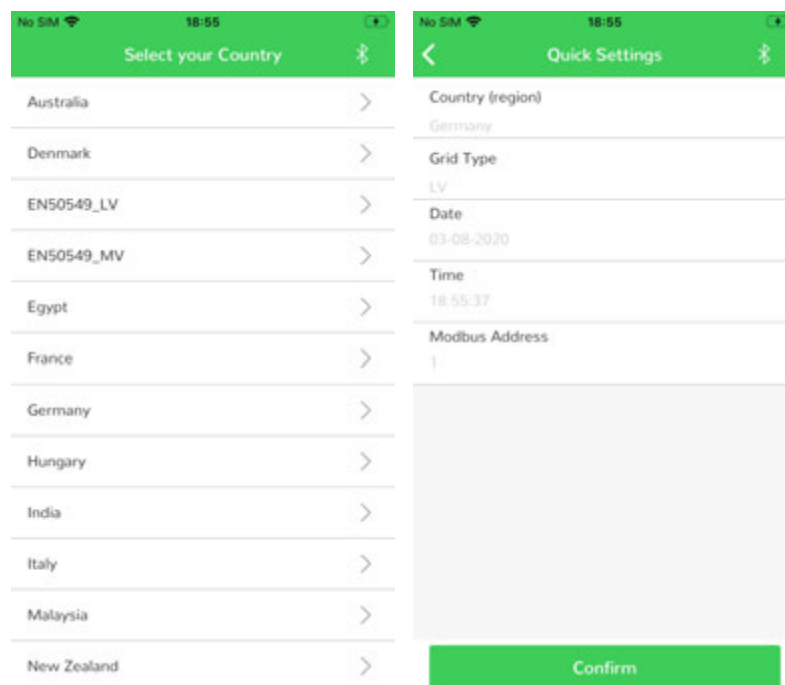 No SIM 18:55
Select your Country
Australia
Denmark
EN50549_LV
EN50549_MV
Egypt
France
Germany
Hungary
India
Italy
Malaysia
New Zealand
No SIM 18:55
Quick Settings
Country (region)
Germany
Grid Type
LV
Date
03-08-2020
Time
18:55:37
Modbus Address
1
Confirm